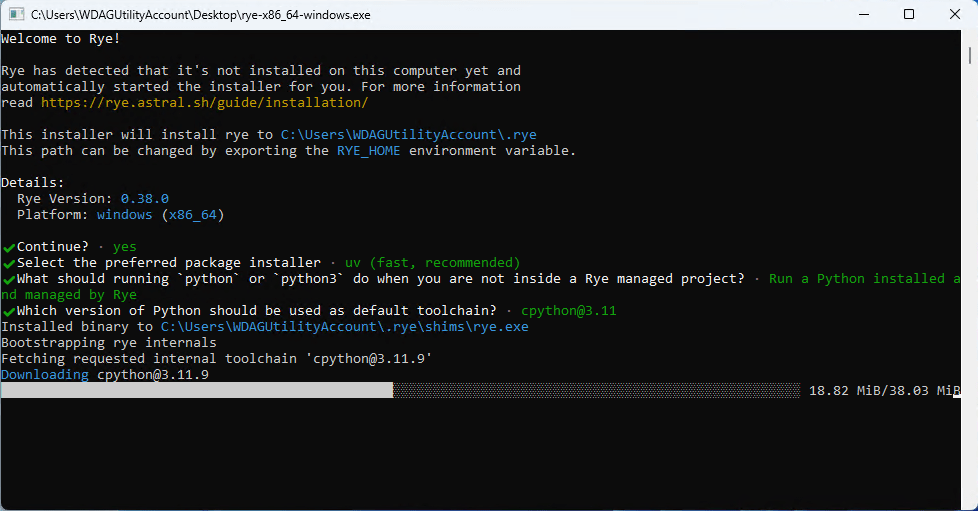 C:\Users\WDAGUtilityAccount\Desktop\rye-x86_64-windows.exe
Welcome to Rye!
Rye has detected that it's not installed on this computer yet and
automatically started the installer for you. For more information
read https://rye.astral.sh/guide/installation/
This installer will install rye to C:\Users\WDAGUtilityAccount\.rye
This path can be changed by exporting the RYE_HOME environment variable.
Details:
Rye Version: 0.38.0
Platform: windows (x86_64)
✔Continue? · yes
✔Select the preferred package installer · uv (fast, recommended)
✔What should running `python` or `python3` do when you are not inside a Rye managed project? · Run a Python installed a
nd managed by Rye
✔Which version of Python should be used as default toolchain? · cpython@3.11
Installed binary to C:\Users\WDAGUtilityAccount\.rye\shims\rye.exe
Bootstrapping rye internals
Fetching requested internal toolchain 'cpython@3.11.9'
Downloading cpython@3.11.9
18.82 MiB/38.03 MiB